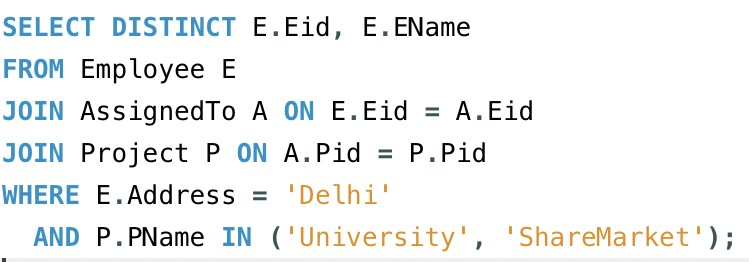 SELECT DISTINCT E.Eid, E.EName
FROM Employee E
JOIN AssignedTo A ON E.Eid = A.Eid
JOIN Project P ON A.Pid = P.Pid
WHERE E.Address = 'Delhi'
  AND P.PName IN ('University', 'ShareMarket');